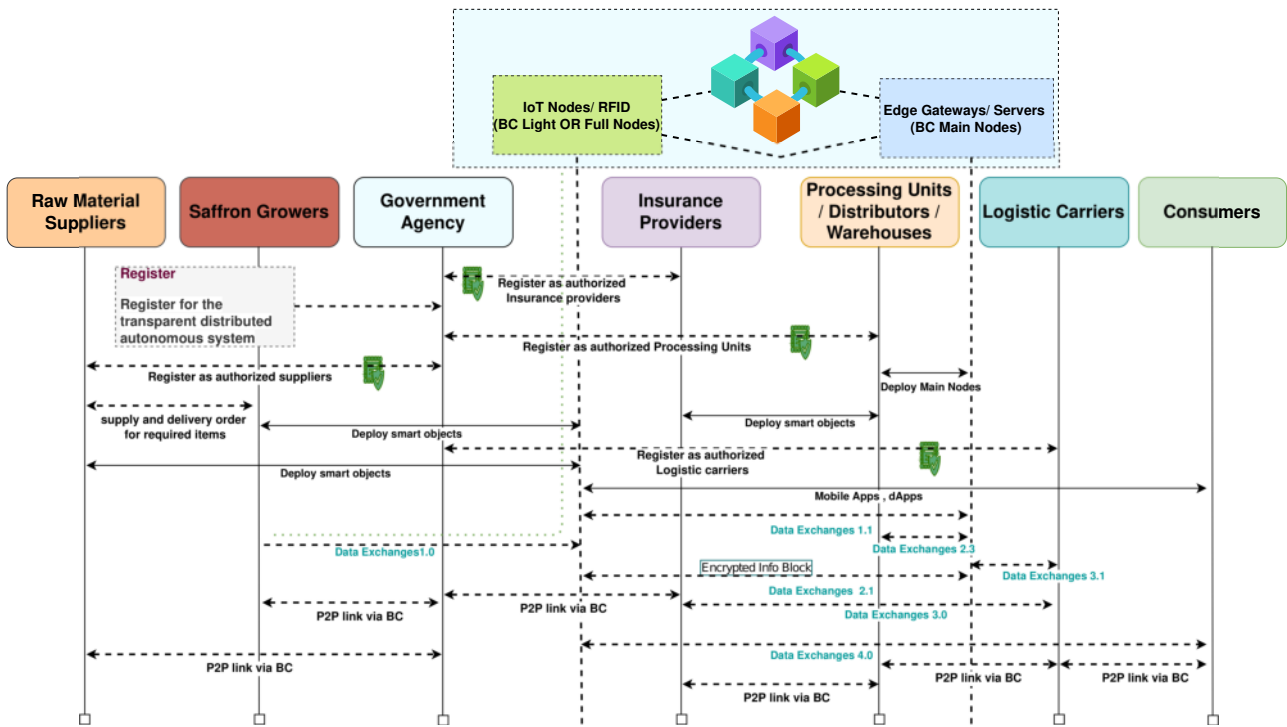 IoT Nodes/ RFID
(BC Light OR Full Nodes)
Edge Gateways/ Servers
(BC Main Nodes)
Raw Material
Suppliers
Saffron Growers
Government
Agency
Insurance
Providers
Processing Units
/ Distributors /
Warehouses
Logistic Carriers
Consumers
Register
Register for the
transparent distributed
autonomous system
Register as authorized
Insurance providers
Register as authorized Processing Units
Register as authorized suppliers
Deploy Main Nodes
supply and delivery order
for required items
Deploy smart objects
Deploy smart objects
Register as authorized
Logistic carriers
Deploy smart objects
Mobile Apps , dApps
Data Exchanges 1.1
Data Exchanges1.0
Data Exchanges 2.3
Encrypted Info Block
Data Exchanges 3.1
Data Exchanges  2.1
P2P link via BC
P2P link via BC
Data Exchanges 3.0
Data Exchanges 4.0
P2P link via BC
P2P link via BC
P2P link via BC
P2P link via BC